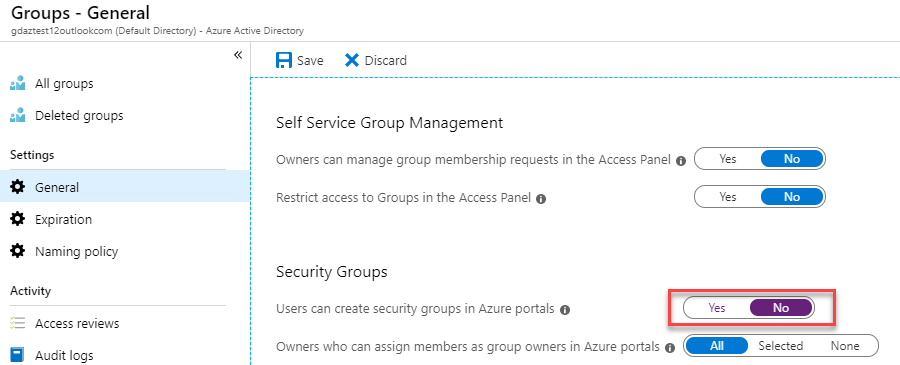 Groups - General
gdaztest12outlookcom (Default Directory) - Azure Active Directory
«
Save Discard
All groups
Deleted groups
Settings
General
Expiration
Naming policy
Activity
Access reviews
Audit logs
Self Service Group Management
Owners can manage group membership requests in the Access Panel Yes No
Restrict access to Groups in the Access Panel Yes No
Security Groups
Users can create security groups in Azure portals Yes No
Owners who can assign members as group owners in Azure portals All Selected None